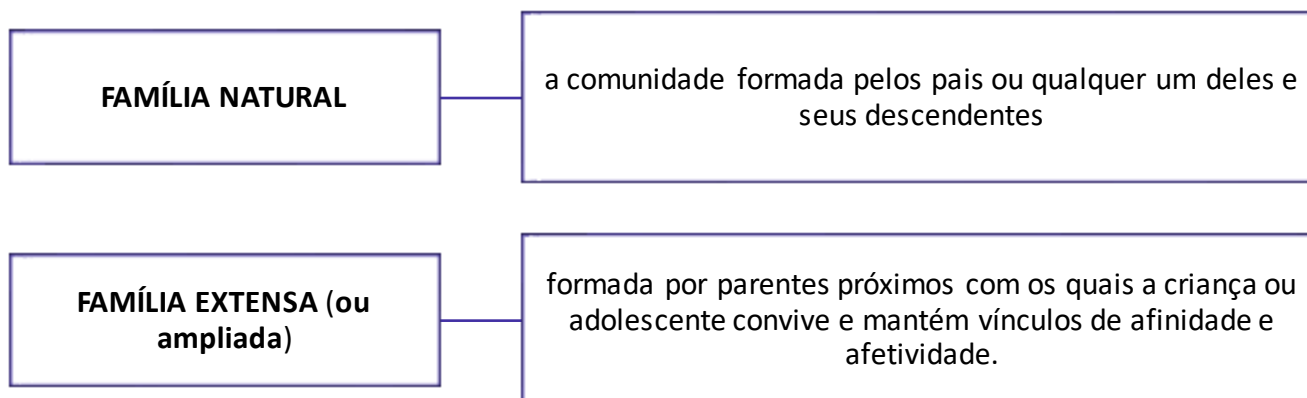 FAMÍLIA NATURAL
a comunidade formada pelos pais ou qualquer um deles e
seus descendentes
FAMÍLIA EXTENSA (ou
ampliada)
formada por parentes próximos com os quais a criança ou
adolescente convive e mantém vínculos de afinidade e
afetividade.